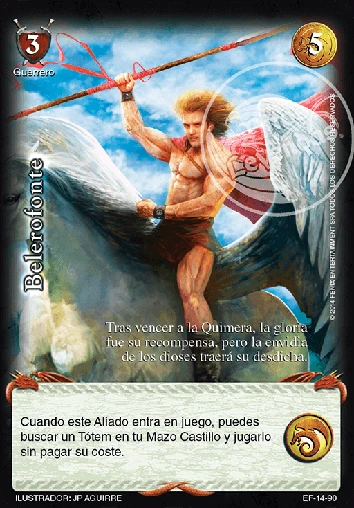 3
5
Guerrero
Belerofonte
Tras vencer a la Quimera, la gloria
fue su recompensa, pero la envidia
de los dioses traerá su desdicha.
Cuando este Aliado entra en juego, puedes
buscar un Tótem en tu Mazo Castillo y jugarlo
sin pagar su coste.
ILUSTRADOR: JP AGUIRRE
EF-14-90